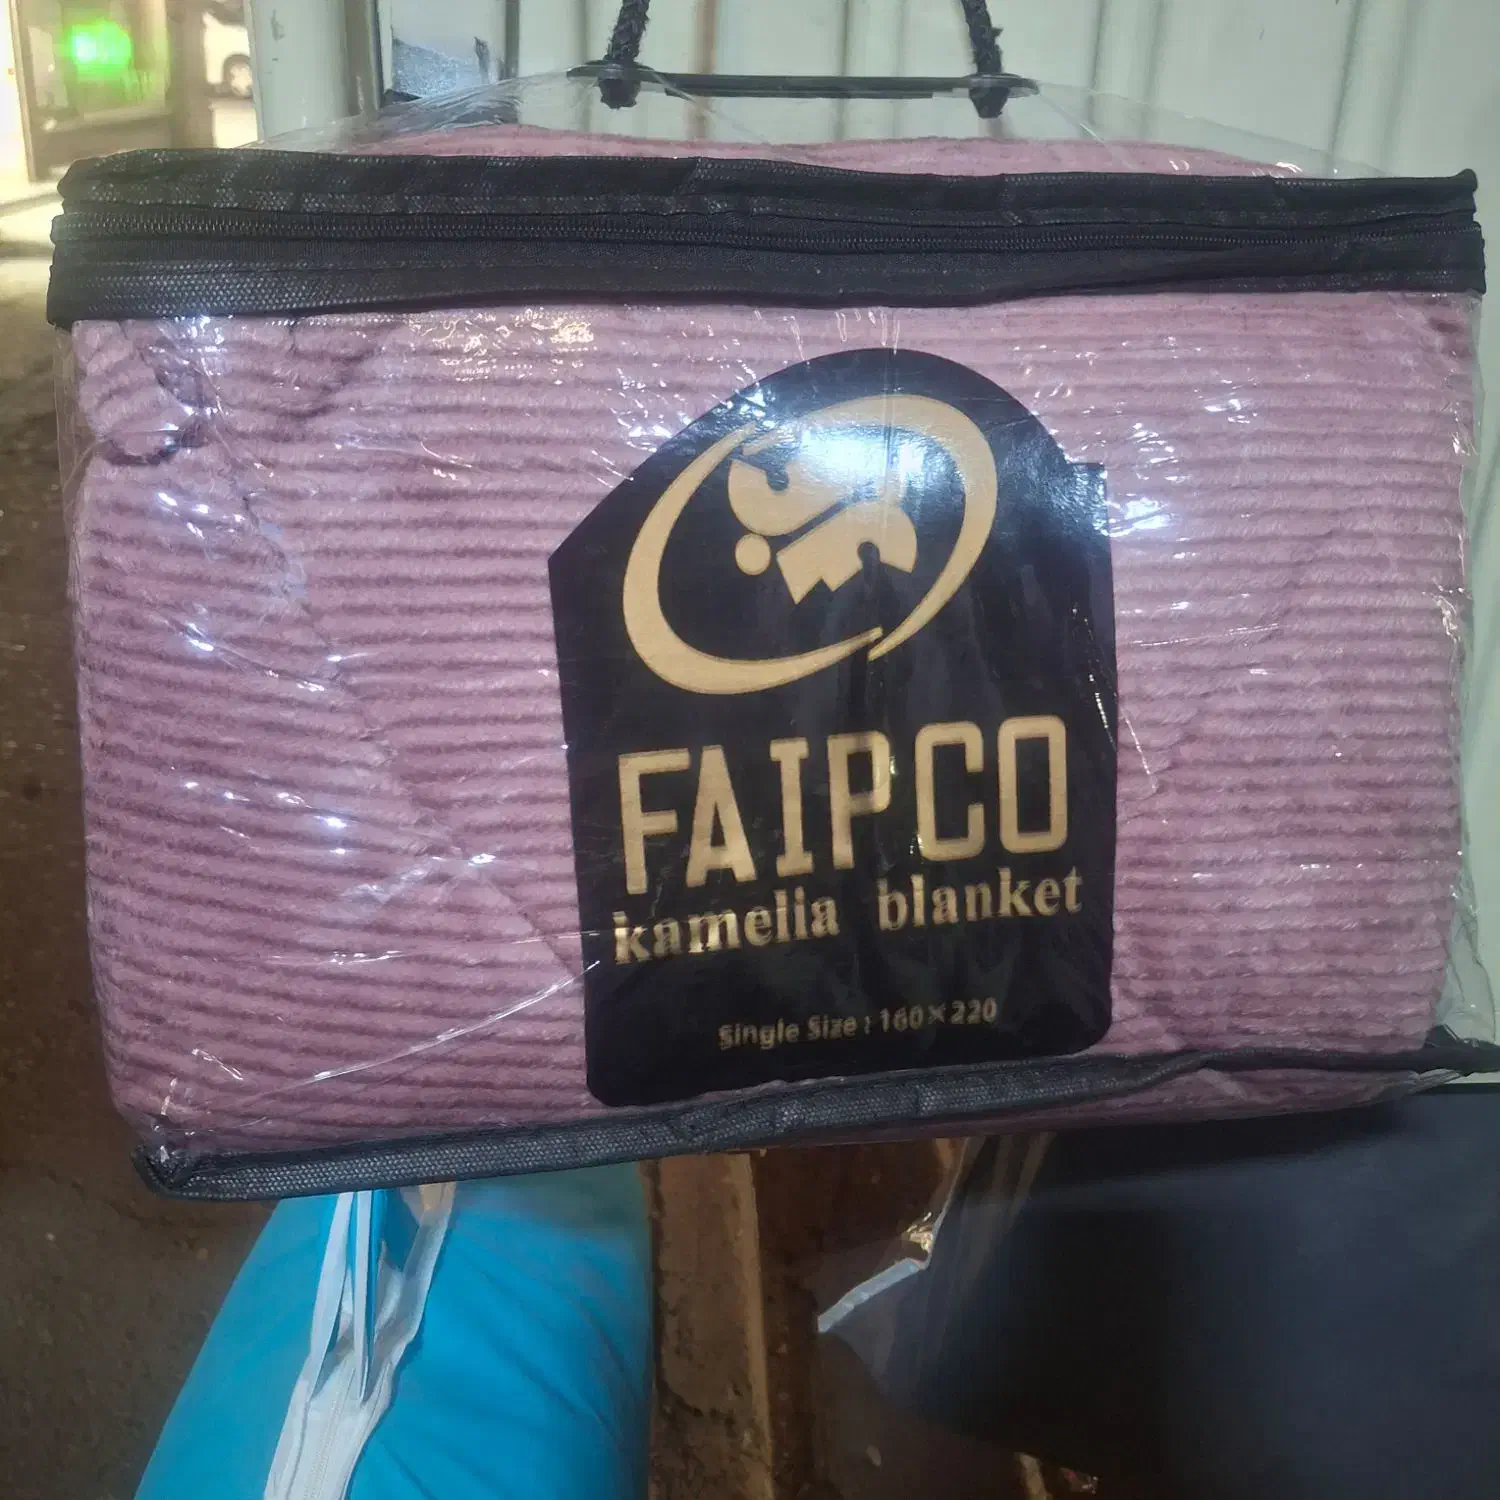 FAIPCO
kamelia blanket
Single Size : 160×220